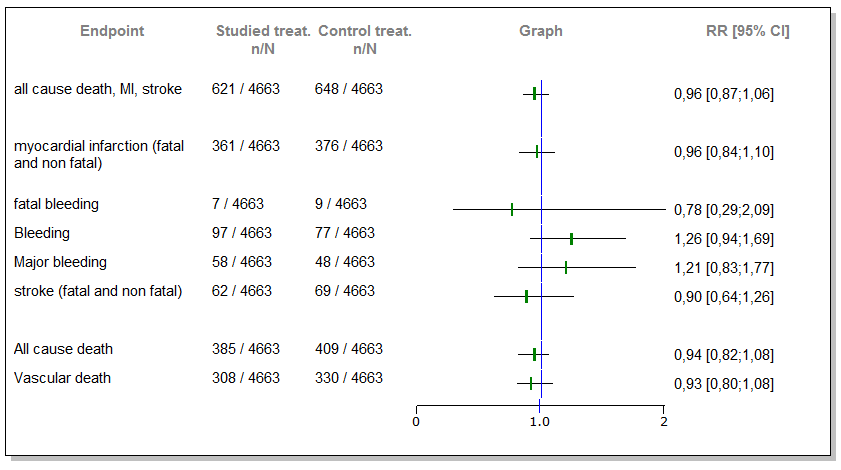 Endpoint Studied treat. Control treat. Graph RR [95% CI]
n/N n/N
all cause death, MI, stroke 621 / 4663 648 / 4663 0,96 [0,87;1,06]
myocardial infarction (fatal 361 / 4663 376 / 4663 0,96 [0,84;1,10]
and non fatal)
fatal bleeding 7 / 4663 9 / 4663 0,78 [0,29;2,09]
Bleeding 97 / 4663 77 / 4663 1,26 [0,94;1,69]
Major bleeding 58 / 4663 48 / 4663 1,21 [0,83;1,77]
stroke (fatal and non fatal) 62 / 4663 69 / 4663 0,90 [0,64;1,26]
All cause death 385 / 4663 409 / 4663 0,94 [0,82;1,08]
Vascular death 308 / 4663 330 / 4663 0,93 [0,80;1,08]
0 1.0 2